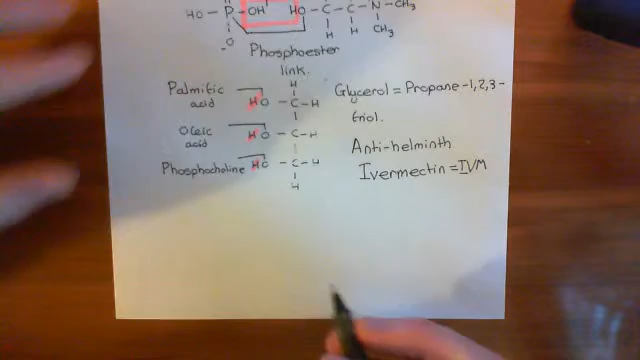 HO - P - OH HO - C - C - N - CH3
O H H CH3
-
Phosphoester
link.
H
Palmitic acid HO - C - H
Oleic acid HO - C - H
Phosphocholine HO - C - H
H
Glycerol = Propane-1,2,3-
triol.
Anti-helminth
Ivermectin = IVM